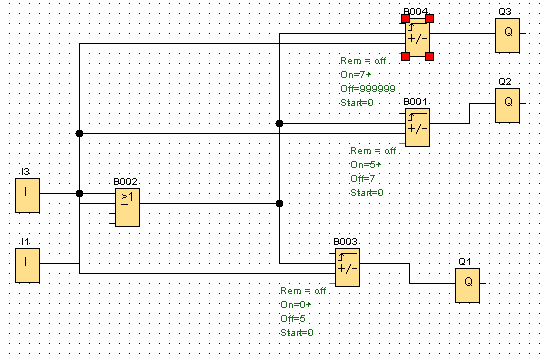 B004
+/-
Q3
Q
Rem = off
On=7+
Off=999999
Start=0
B001
+/-
Q2
Q
Rem = off
On=5+
Off=7
Start=0
I3
I
B002
≥1
I1
I
B003
+/-
Q1
Q
Rem = off
On=0+
Off=5
Start=0